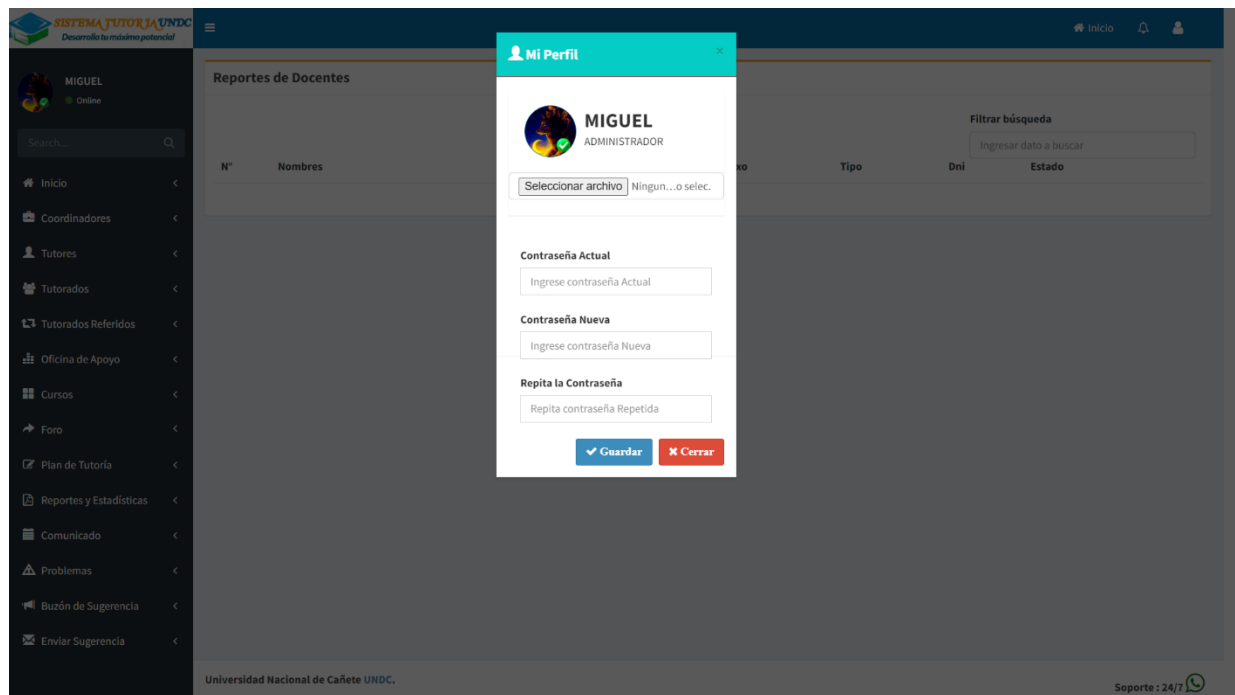 SISTEMA TUTORIA UNDC
Desarrolla tu máximo potencial
Inicio
MIGUEL
Online
Search...
Inicio
Coordinadores
Tutores
Tutorados
Tutorados Referidos
Oficina de Apoyo
Cursos
Foro
Plan de Tutoría
Reportes y Estadísticas
Comunicado
Problemas
Buzón de Sugerencia
Enviar Sugerencia
Reportes de Docentes
Filtrar búsqueda
Ingresar dato a buscar
N° Nombres xo Tipo Dni Estado
Mi Perfil ×
MIGUEL
ADMINISTRADOR
Seleccionar archivo Ningun...o selec.
Contraseña Actual
Ingrese contraseña Actual
Contraseña Nueva
Ingrese contraseña Nueva
Repita la Contraseña
Repita contraseña Repetida
Guardar Cerrar
Universidad Nacional de Cañete UNDC.
Soporte : 24/7